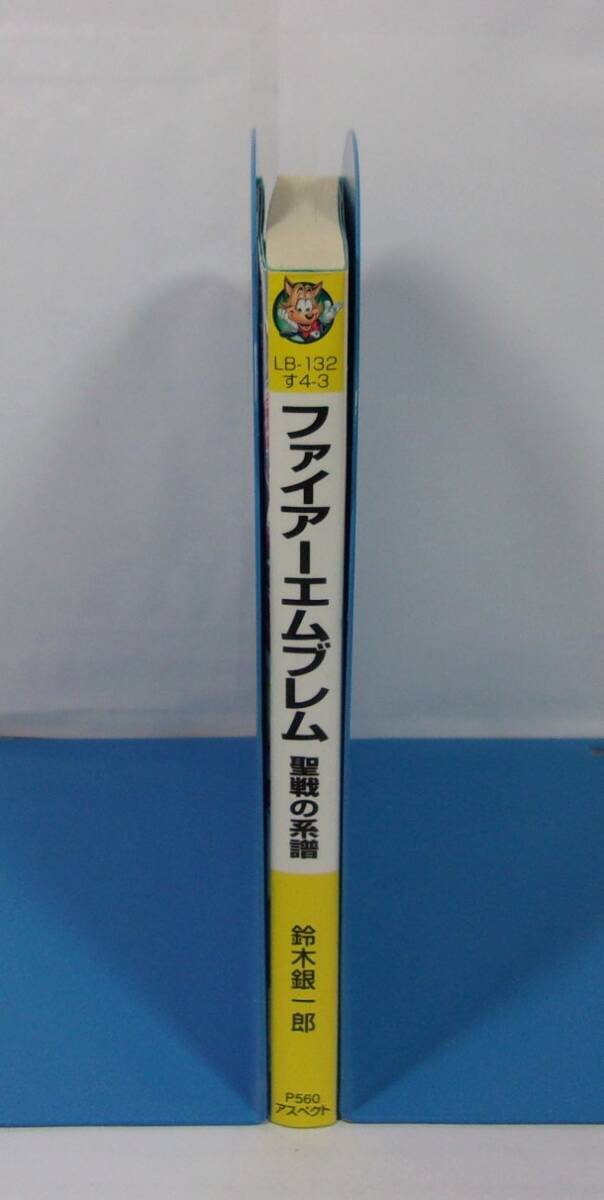 LB-132
す4-3
ファイアーエムブレム
聖戦の系譜
鈴木銀一郎
P560
アスペクト